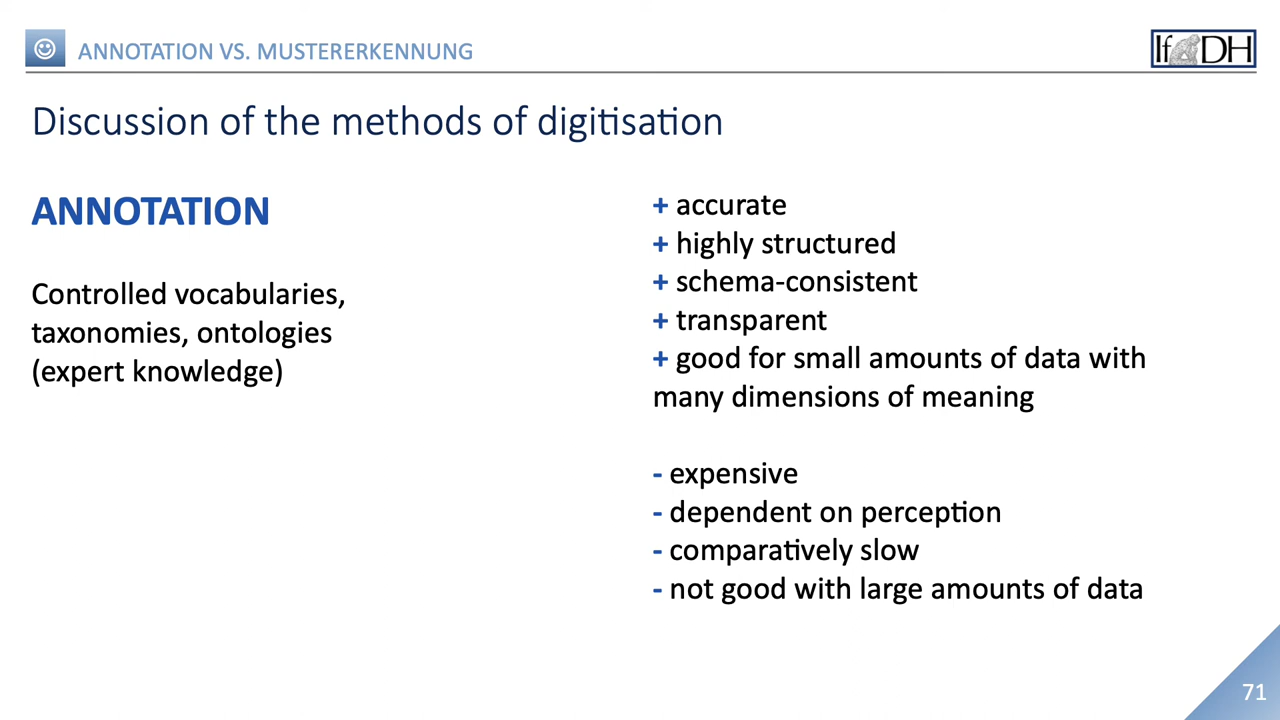 ANNOTATION VS. MUSTERERKENNUNG
IfDH
Discussion of the methods of digitisation
ANNOTATION
Controlled vocabularies,
taxonomies, ontologies
(expert knowledge)
+ accurate
+ highly structured
+ schema-consistent
+ transparent
+ good for small amounts of data with
many dimensions of meaning
- expensive
- dependent on perception
- comparatively slow
- not good with large amounts of data
71